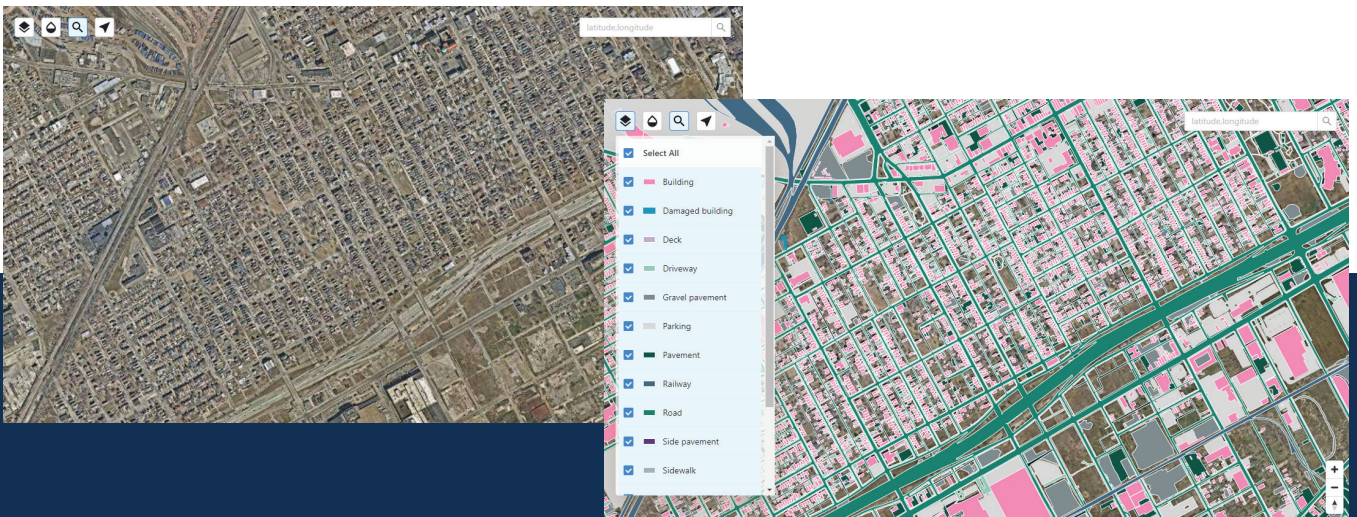 latitude,longitude
latitude,longitude
Select All
Building
Damaged building
Deck
Driveway
Gravel pavement
Parking
Pavement
Railway
Road
Side pavement
Sidewalk